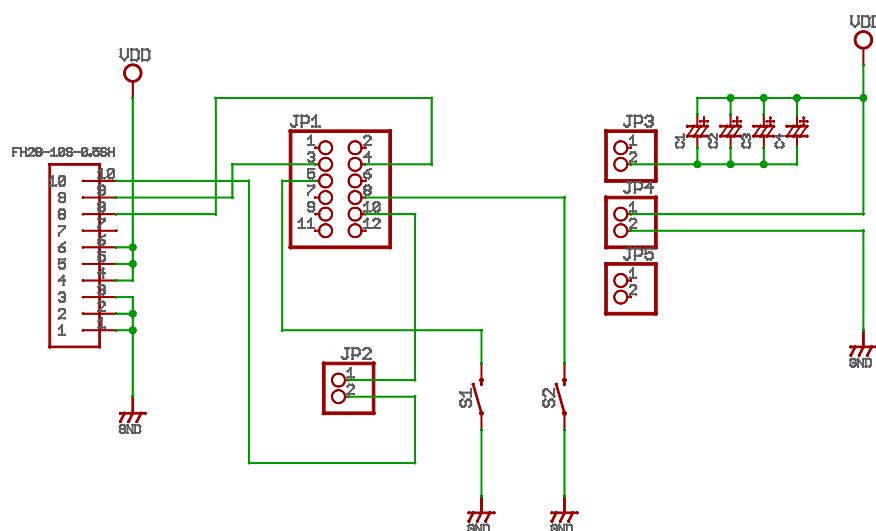 VDD
VDD
JP1
JP3
FH28-10S-0.5SH
1 2
3 4
5 6
7 8
9 10
11 12
1
2
C1
C2
C3
C4
10 10
9 9
8 8
7 7
6 6
5 5
4 4
3 3
2 2
1 1
JP4
1
2
JP5
1
2
JP2
1
2
S1
S2
GND
GND
GND
GND